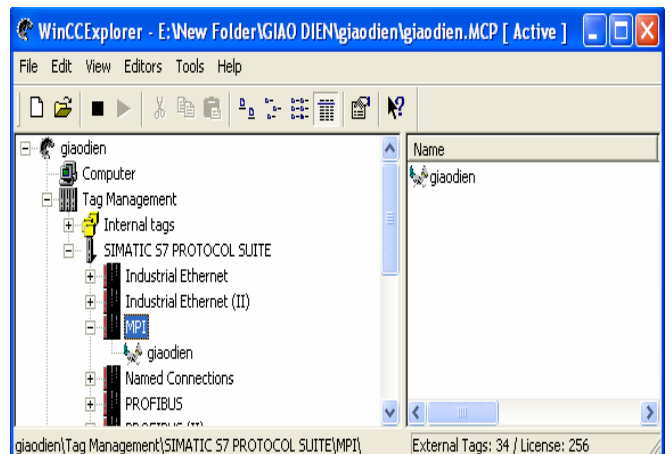 WinCCExplorer - E:\New Folder\GIAO DIEN\giaodien\giaodien.MCP [ Active ]
File Edit View Editors Tools Help
giaodien
Computer
Tag Management
Internal tags
SIMATIC S7 PROTOCOL SUITE
Industrial Ethernet
Industrial Ethernet (II)
MPI
giaodien
Named Connections
PROFIBUS
PROFIBUS (II)
Name
giaodien
giaodien\Tag Management\SIMATIC S7 PROTOCOL SUITE\MPI\
External Tags: 34 / License: 256